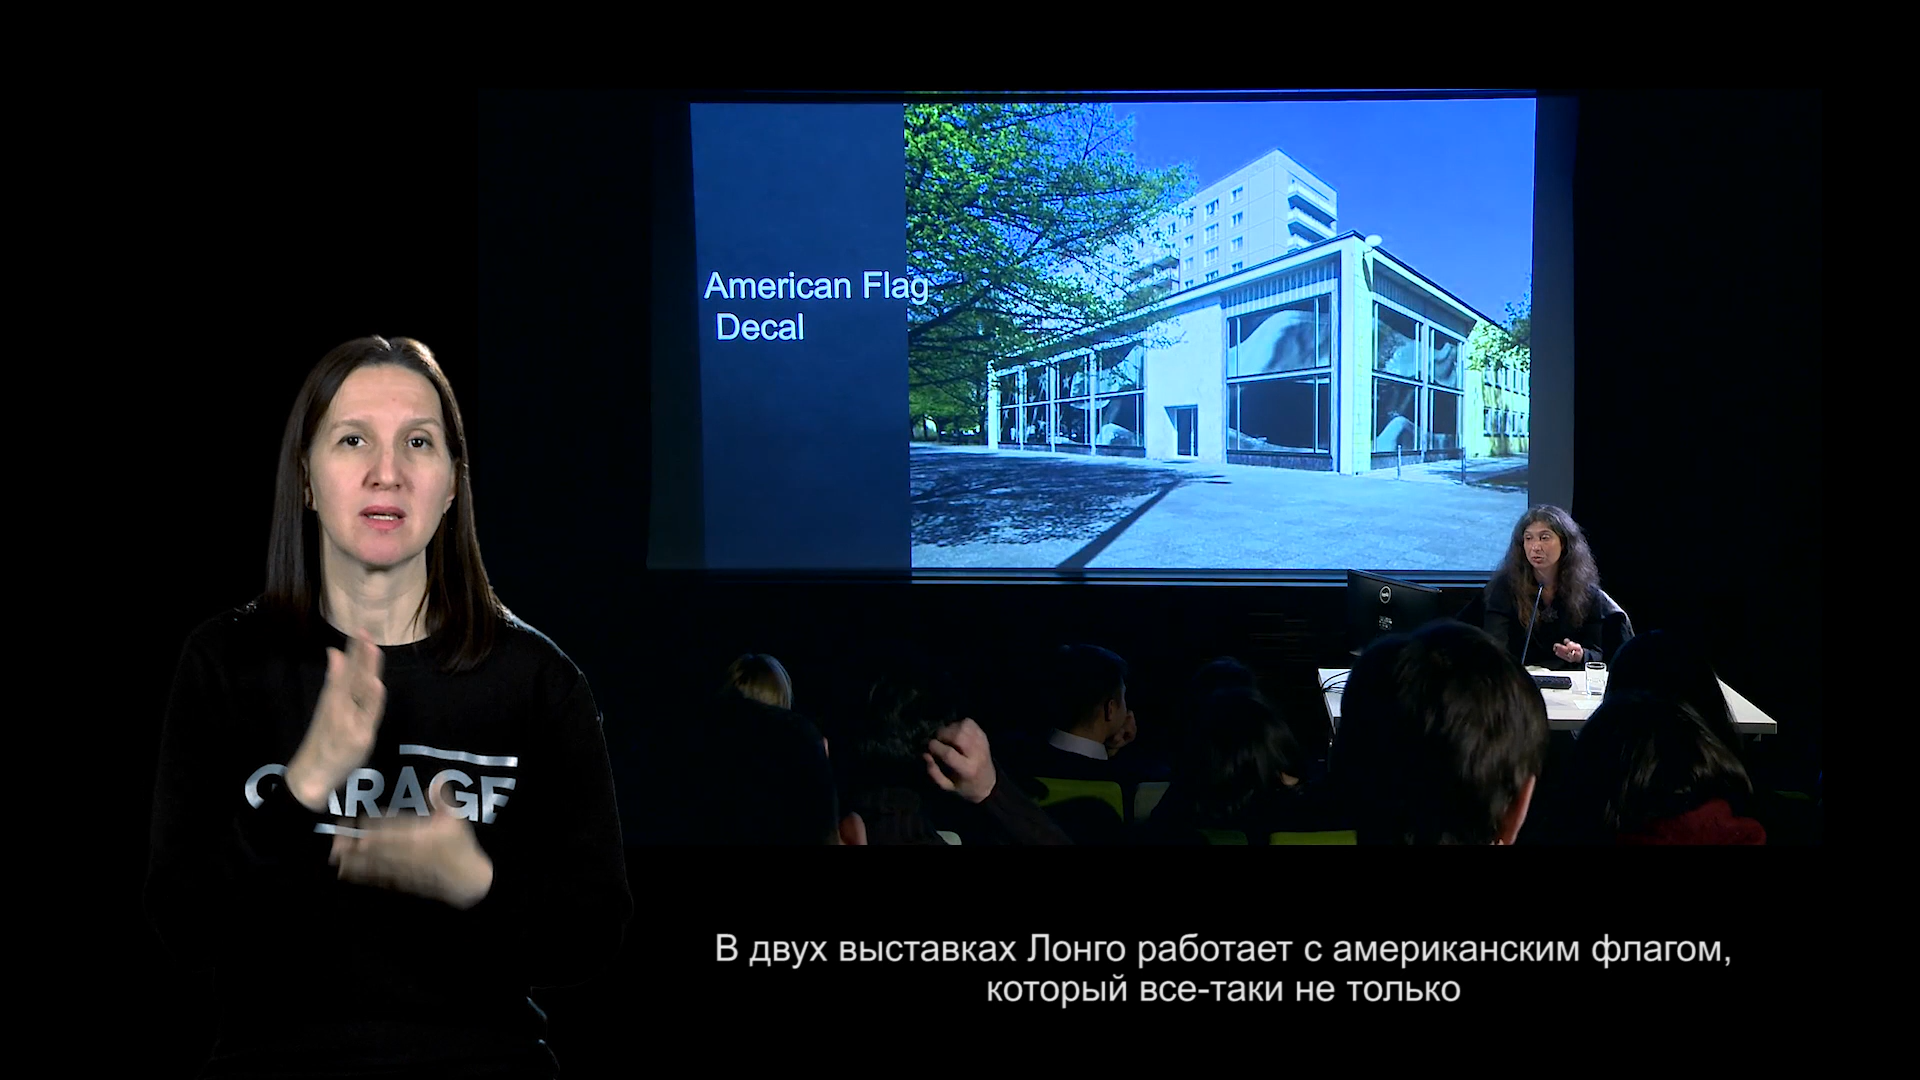 American Flag
Decal
GARAGE
В двух выставках Лонго работает с американским флагом,
который все-таки не только